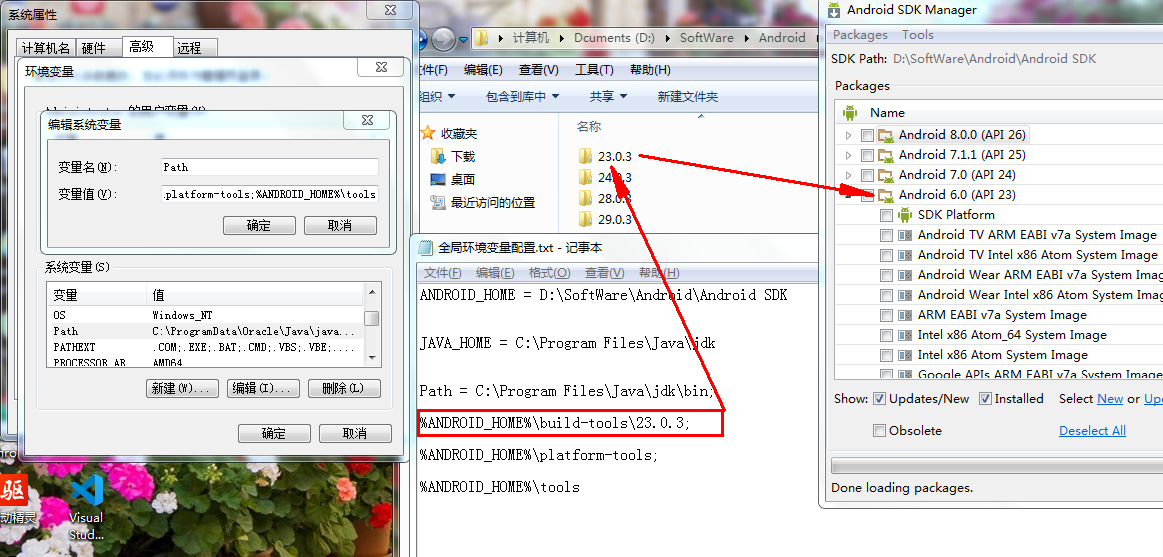 系统属性
计算机名 硬件 高级 远程
环境变量
编辑系统变量
变量名(N): Path
变量值(V): .platform-tools;%ANDROID_HOME%\tools
确定 取消
系统变量(S)
变量 值
OS Windows_NT
Path C:\ProgramData\Oracle\Java\java...
PATHEXT .COM;.EXE;.BAT;.CMD;.VBS;.VBE;....
PROCESSOR_AR AMD64
新建(W)... 编辑(I)... 删除(L)
确定 取消
Visual
Stud...
计算机 Dcuments (D:) SoftWare Android
文件(F) 编辑(E) 查看(V) 工具(T) 帮助(H)
组织 包含到库中 共享 新建文件夹
收藏夹
下载
桌面
最近访问的位置
名称
23.0.3
24.0.3
28.0.3
29.0.3
全局环境变量配置.txt - 记事本
文件(F) 编辑(E) 格式(O) 查看(V) 帮助(H)
ANDROID_HOME = D:\SoftWare\Android\Android SDK
JAVA_HOME = C:\Program Files\Java\jdk
Path = C:\Program Files\Java\jdk\bin;
%ANDROID_HOME%\build-tools\23.0.3;
%ANDROID_HOME%\platform-tools;
%ANDROID_HOME%\tools
Android SDK Manager
Packages Tools
SDK Path: D:\SoftWare\Android\Android SDK
Packages
Name
Android 8.0.0 (API 26)
Android 7.1.1 (API 25)
Android 7.0 (API 24)
Android 6.0 (API 23)
SDK Platform
Android TV ARM EABI v7a System Image
Android TV Intel x86 Atom System Image
Android Wear ARM EABI v7a System Image
Android Wear Intel x86 Atom System Image
ARM EABI v7a System Image
Intel x86 Atom_64 System Image
Intel x86 Atom System Image
Google APIs ARM EABI v7a System Image
Show: Updates/New Installed Select New or Upd
Obsolete Deselect All
Done loading packages.